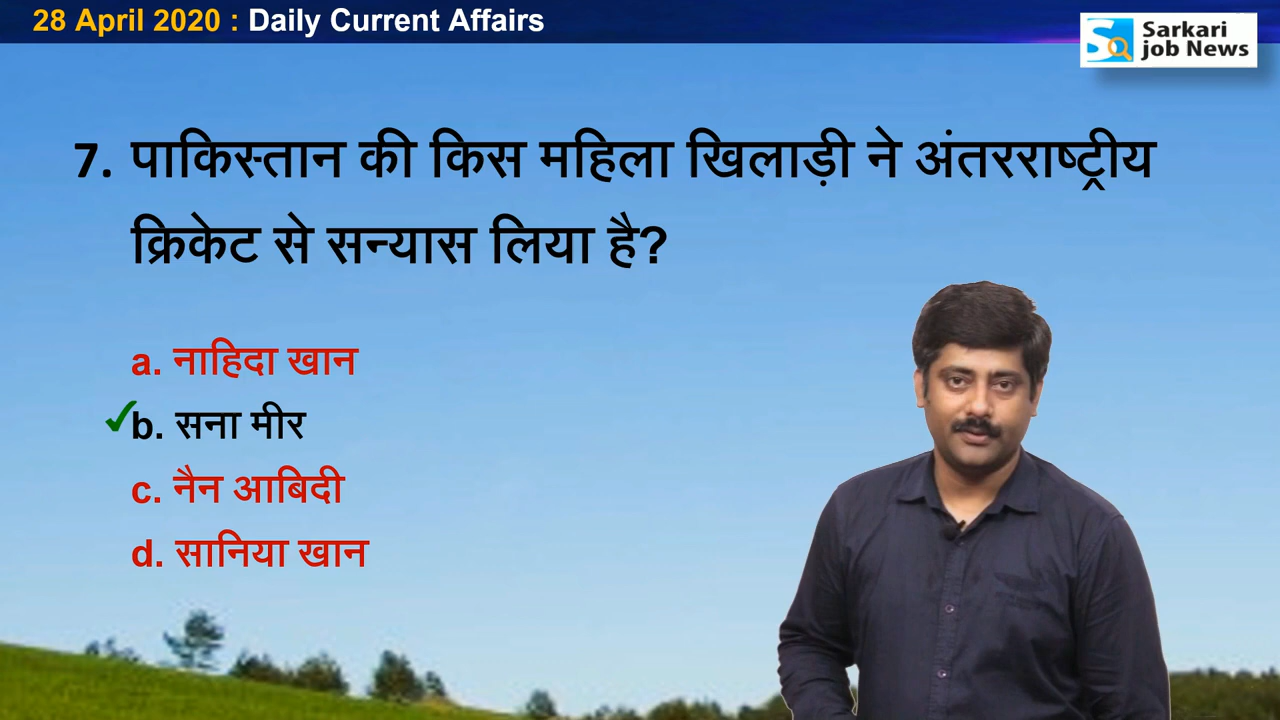 28 April 2020 : Daily Current Affairs
Sarkari
job News
7. पाकिस्तान की किस महिला खिलाड़ी ने अंतरराष्ट्रीय
क्रिकेट से सन्यास लिया है?
a. नाहिदा खान
b. सना मीर
c. नैन आबिदी
d. सानिया खान